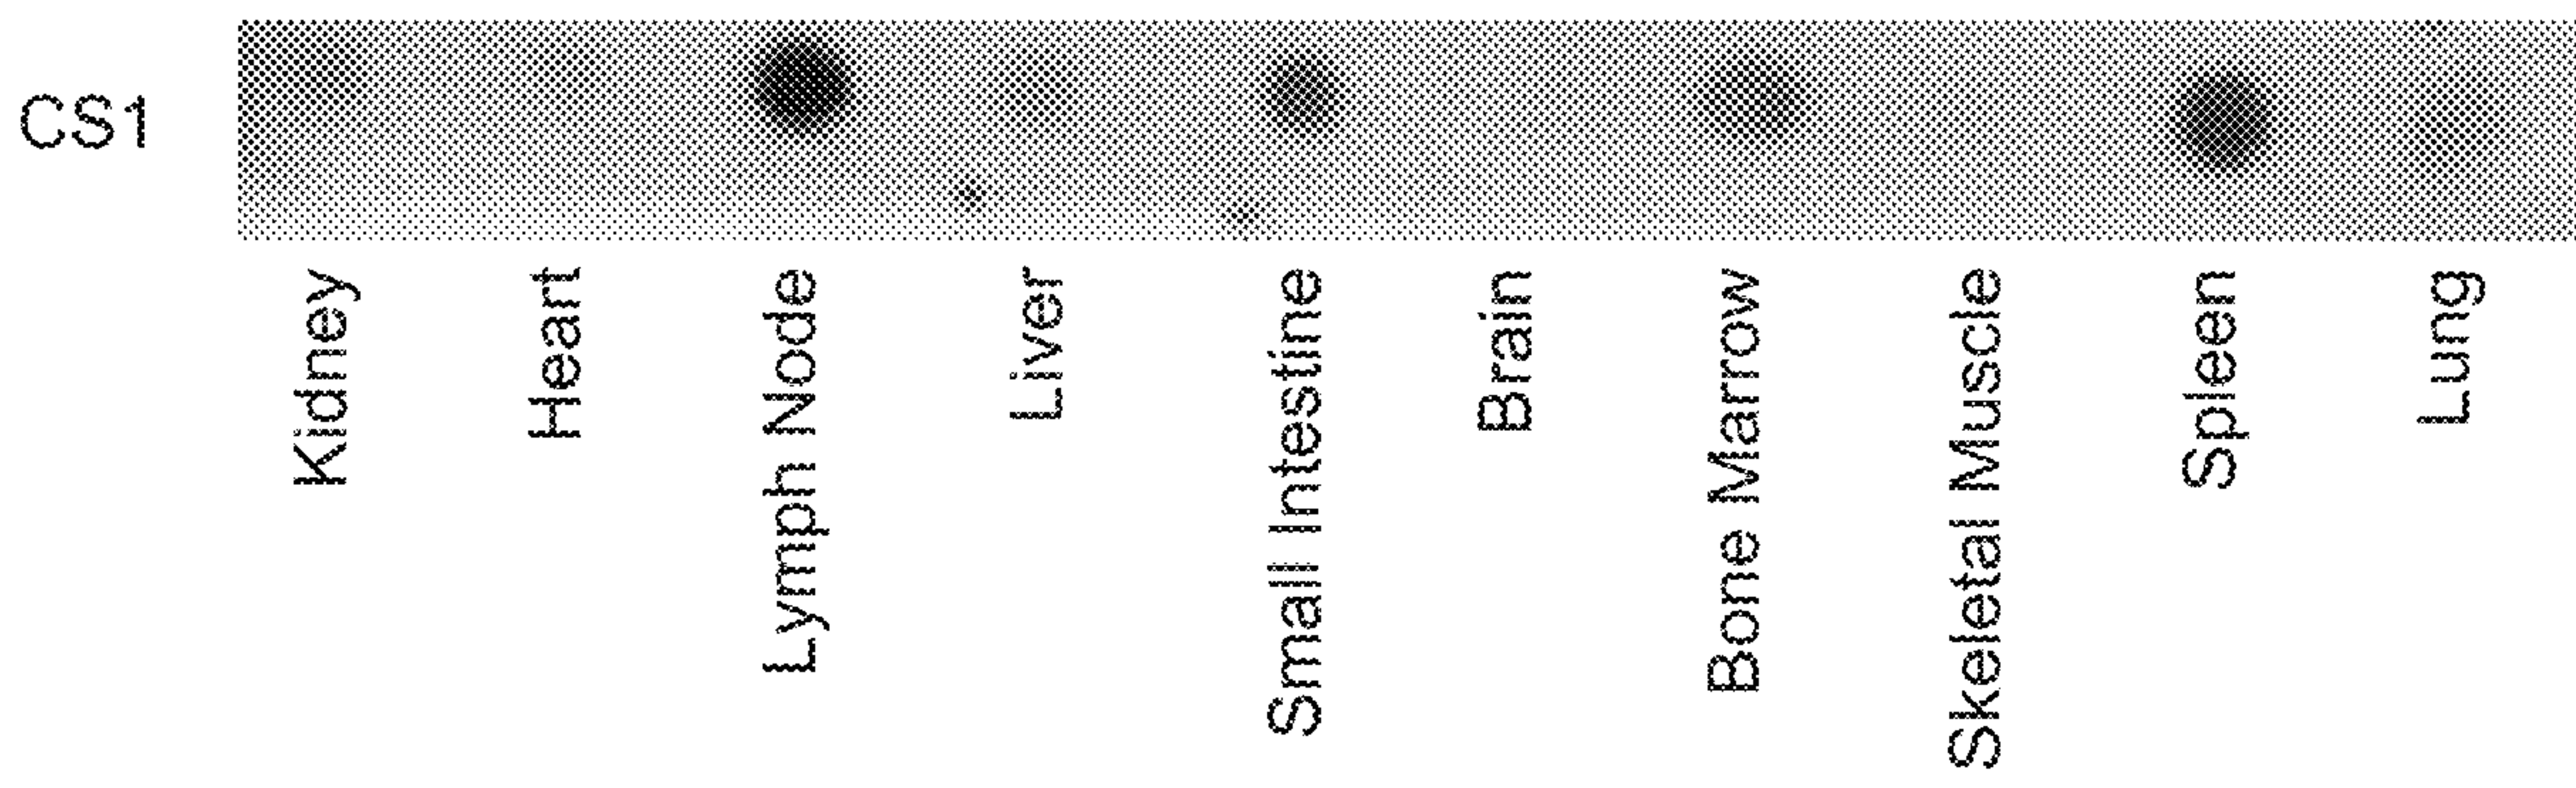 CS1
Kidney
Heart
Lymph Node
Liver
Small Intestine
Brain
Bone Marrow
Skeletal Muscle
Spleen
Lung